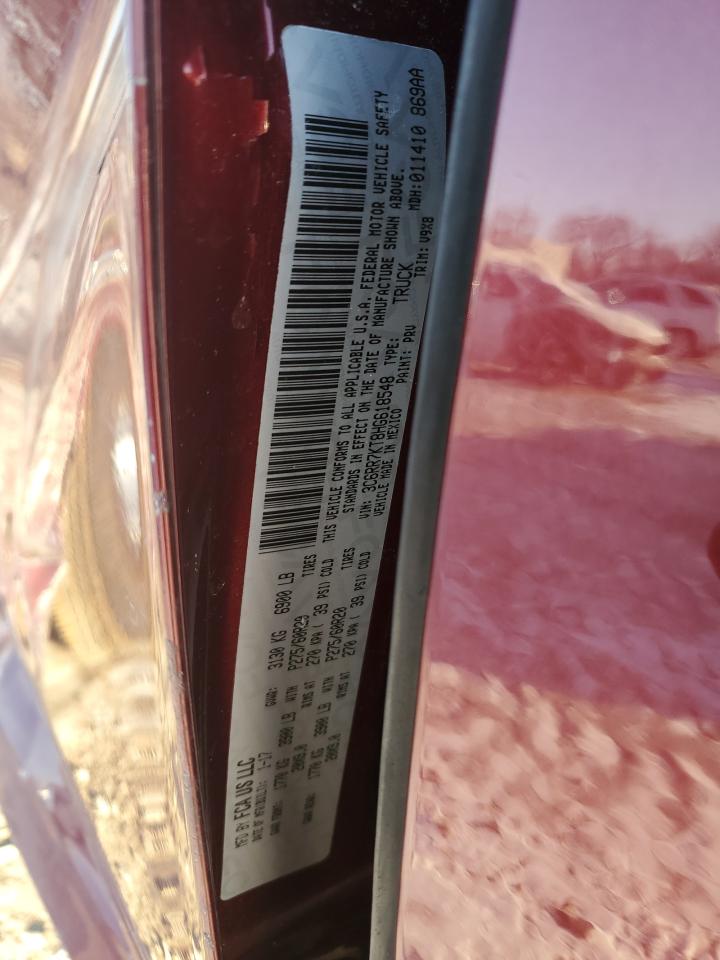 MFD BY FCA US LLC
DATE OF MFR(BUILD): 1-17
GVWR: 3130 KG 6900 LB
GAWR FRONT: 1770 KG 3900 LB WITH P275/60R20 TIRES
20X9.0 RIMS AT 270 KPA ( 39 PSI) COLD
GAWR REAR: 1770 KG 3900 LB WITH P275/60R20 TIRES
20X9.0 RIMS AT 270 KPA ( 39 PSI) COLD
THIS VEHICLE CONFORMS TO ALL APPLICABLE U.S.A. FEDERAL MOTOR VEHICLE SAFETY
STANDARDS IN EFFECT ON THE DATE OF MANUFACTURE SHOWN ABOVE.
VIN: 3C6RR7KT8HG618548 TYPE: TRUCK MDH:011410 869AA
VEHICLE MADE IN MEXICO PAINT: PRV TRIM: V9X8